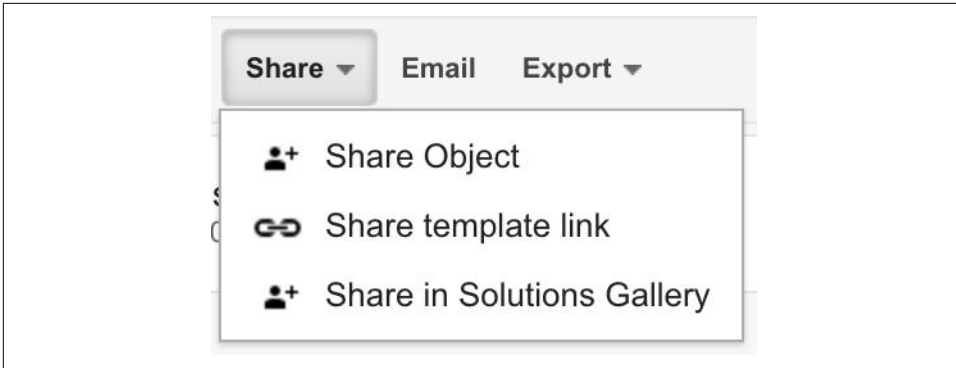 Share Email Export
Share Object
Share template link
Share in Solutions Gallery